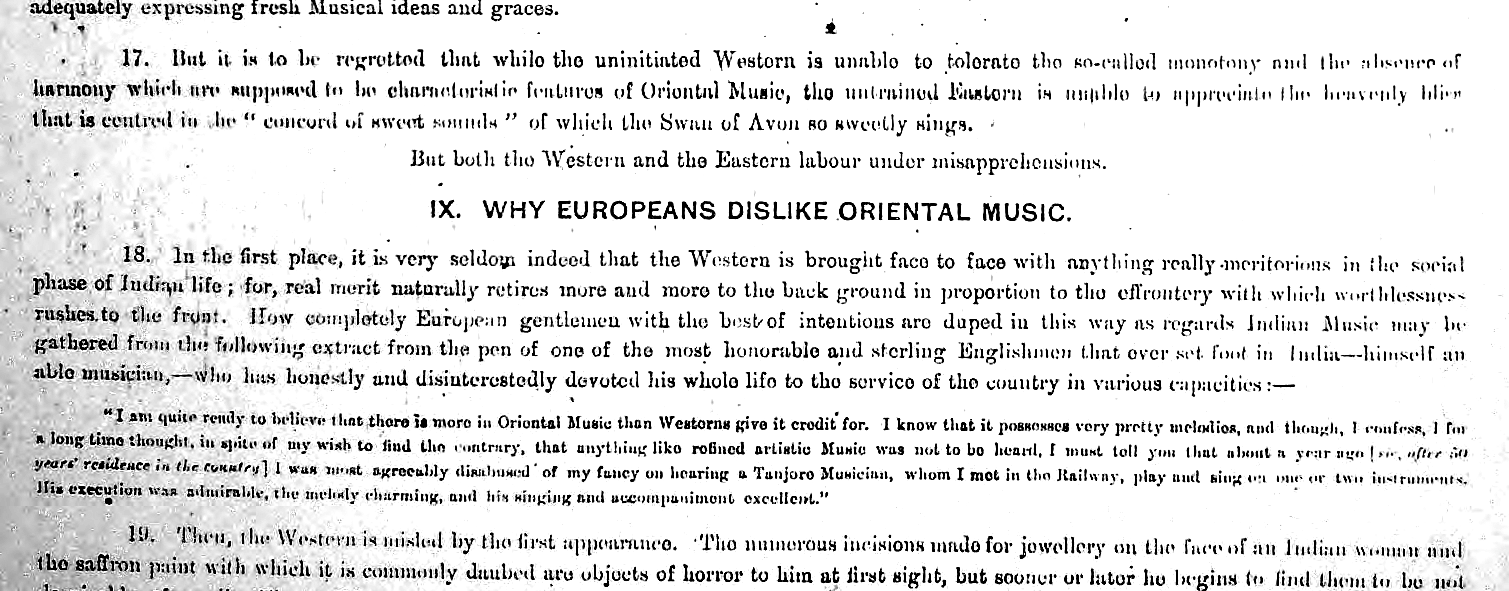 adequately expressing fresh Musical ideas and graces.
17. But it is to be regretted that while the uninitiated Western is unable to tolerate the so-called monotony and the absence of
harmony which are supposed to be characteristic features of Oriental Music, the untrained Eastern is unable to appreciate the heavenly bliss
that is centred in the “ concord of sweet sounds ” of which the Swan of Avon so sweetly sings.
But both the Western and the Eastern labour under misapprehensions.
IX. WHY EUROPEANS DISLIKE ORIENTAL MUSIC.
18. In the first place, it is very seldom indeed that the Western is brought face to face with anything really meritorious in the social
phase of Indian life ; for, real merit naturally retires more and more to the back ground in proportion to the effrontery with which worthlessness
rushes to the front. How completely European gentlemen with the best of intentions are duped in this way as regards Indian Music may be
gathered from the following extract from the pen of one of the most honorable and sterling Englishmen that ever set foot in India—himself an
able musician,—who has honestly and disinterestedly devoted his whole life to the service of the country in various capacities :—
“I am quite ready to believe that there is more in Oriental Music than Westerns give it credit for. I know that it possesses very pretty melodies, and though, I confess, I for
a long time thought, in spite of my wish to find the contrary, that anything like refined artistic Music was not to be heard, I must tell you that about a year ago [sic, after 30
years' residence in the country] I was most agreeably disabused of my fancy on hearing a Tanjore Musician, whom I met in the Railway, play and sing on one or two instruments.
His execution was admirable, the melody charming, and his singing and accompaniment excellent.”
19. Then, the Western is misled by the first appearance. The numerous incisions made for jewellery on the face of an Indian woman and
the saffron paint with which it is commonly daubed are objects of horror to him at first sight, but sooner or later he begins to find them to be not